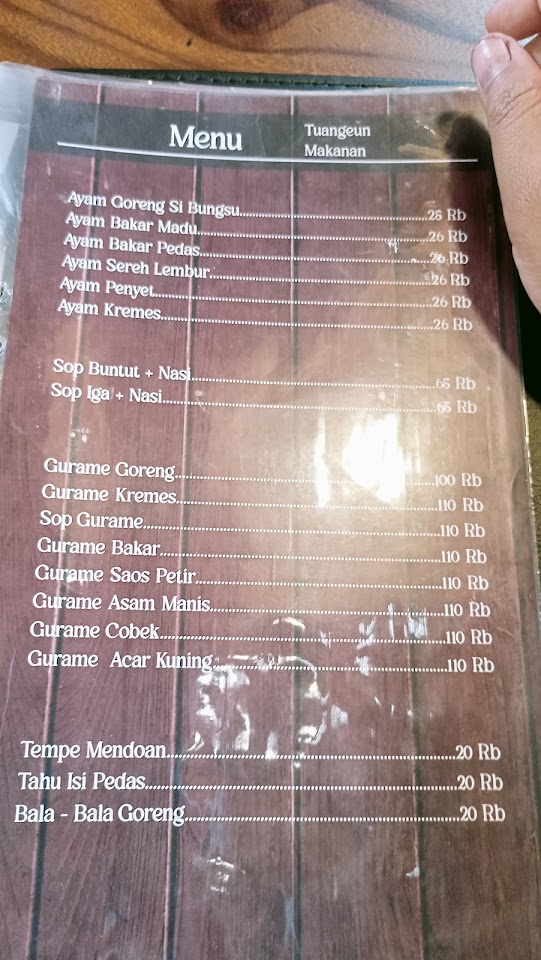 Menu
Tuangeun
Makanan
Ayam Goreng Si Bungsu 25 Rb
Ayam Bakar Madu 26 Rb
Ayam Bakar Pedas 26 Rb
Ayam Sereh Lembur 26 Rb
Ayam Penyet 26 Rb
Ayam Kremes 26 Rb
Sop Buntut + Nasi 65 Rb
Sop Iga + Nasi 65 Rb
Gurame Goreng 100 Rb
Gurame Kremes 110 Rb
Sop Gurame 110 Rb
Gurame Bakar 110 Rb
Gurame Saos Petir 110 Rb
Gurame Asam Manis 110 Rb
Gurame Cobek 110 Rb
Gurame Acar Kuning 110 Rb
Tempe Mendoan 20 Rb
Tahu Isi Pedas 20 Rb
Bala - Bala Goreng 20 Rb